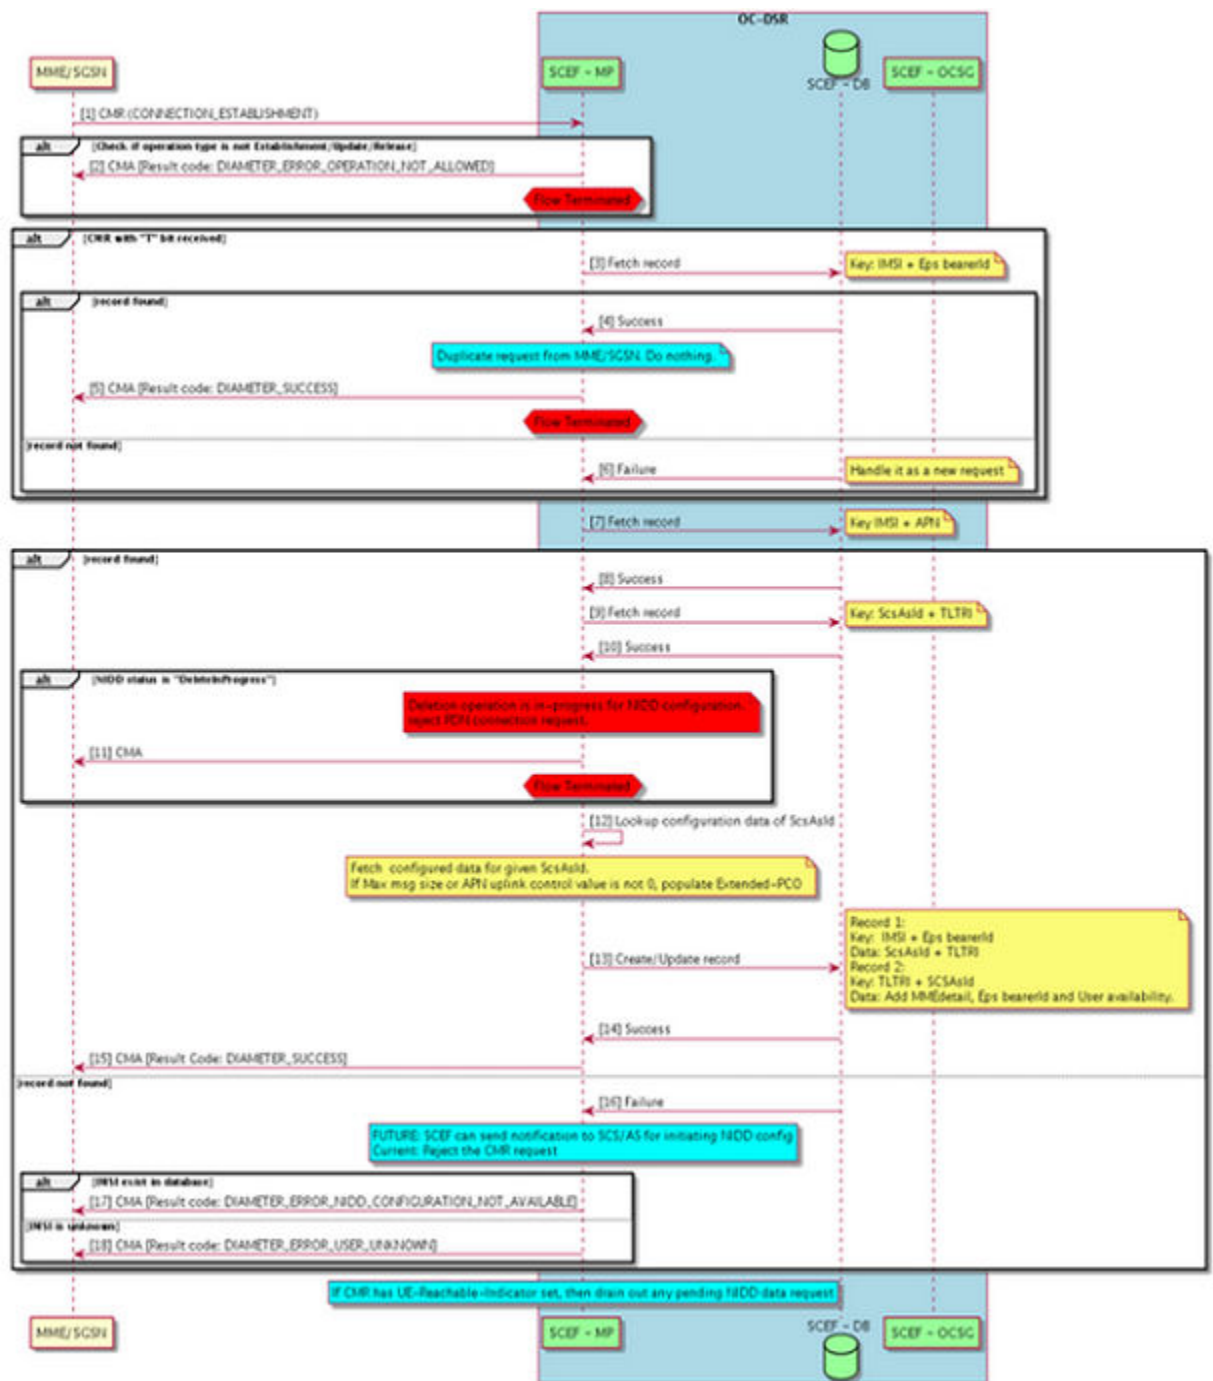 OC-DSR
MME/SGSN
SCEF - MP
SCEF - DB
SCEF - OCSG
[1] CMR (CONNECTION_ESTABLISHMENT)
alt [Check if operation type is not Establishment/Update/Release]
[2] CMA [Result code: DIAMETER_ERROR_OPERATION_NOT_ALLOWED]
Flow Terminated
alt [CMR with "T" bit received]
[3] Fetch record
Key: IMSI + Eps bearerId
alt [record found]
[4] Success
Duplicate request from MME/SGSN. Do nothing.
[5] CMA [Result code: DIAMETER_SUCCESS]
Flow Terminated
[record not found]
[6] Failure
Handle it as a new request
[7] Fetch record
Key IMSI + APN
alt [record found]
[8] Success
[9] Fetch record
Key: ScsAsId + TLTRI
[10] Success
alt [NIDD status is "DeleteInProgress"]
Deletion operation is in-progress for NIDD configuration.
reject PDN connection request.
[11] CMA
Flow Terminated
[12] Lookup configuration data of ScsAsId
Fetch configured data for given ScsAsId.
If Max msg size or APN uplink control value is not 0, populate Extended-PCO
Record 1:
Key: IMSI + Eps bearerId
Data: ScsAsId + TLTRI
Record 2:
Key: TLTRI + SCSAsId
Data: Add MMEdetail, Eps bearerId and User availability.
[13] Create/Update record
[14] Success
[15] CMA [Result Code: DIAMETER_SUCCESS]
[record not found]
[16] Failure
FUTURE: SCEF can send notification to SCS/AS for initiating NIDD config
Current: Reject the CMR request
alt [IMSI exist in database]
[17] CMA [Result code: DIAMETER_ERROR_NIDD_CONFIGURATION_NOT_AVAILABLE]
[IMSI is unknown]
[18] CMA [Result code: DIAMETER_ERROR_USER_UNKNOWN]
If CMR has UE-Reachable-Indicator set, then drain out any pending NIDD data request
MME/SGSN
SCEF - MP
SCEF - DB
SCEF - OCSG